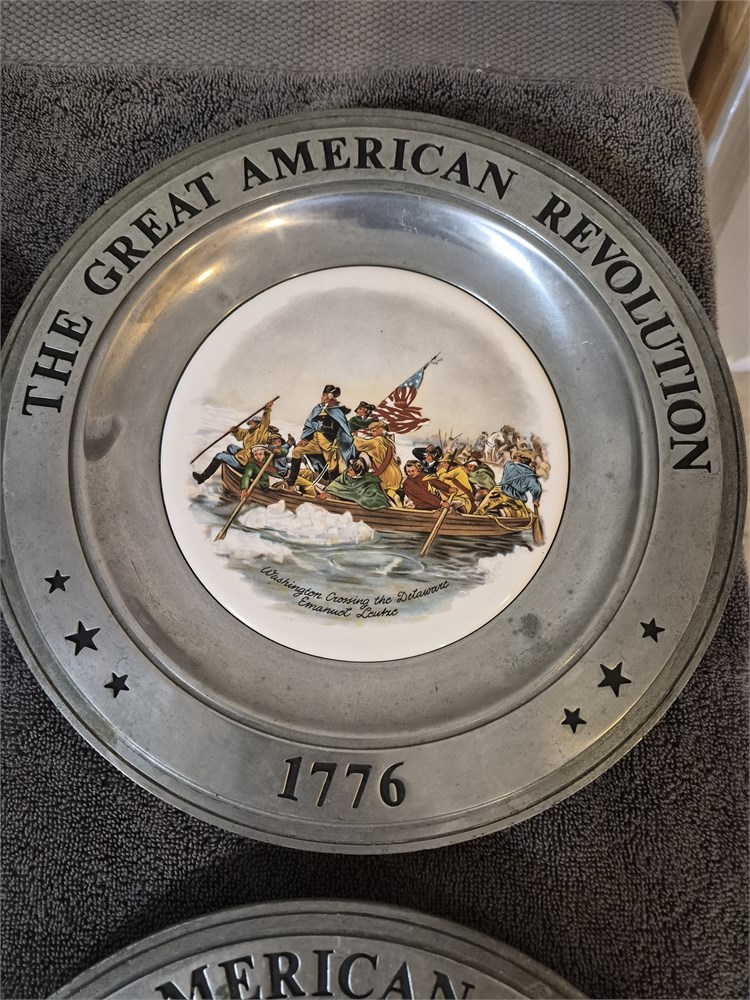 THE GREAT AMERICAN REVOLUTION
Washington Crossing the Delaware
Emanuel Leutze
1776
AMERICAN